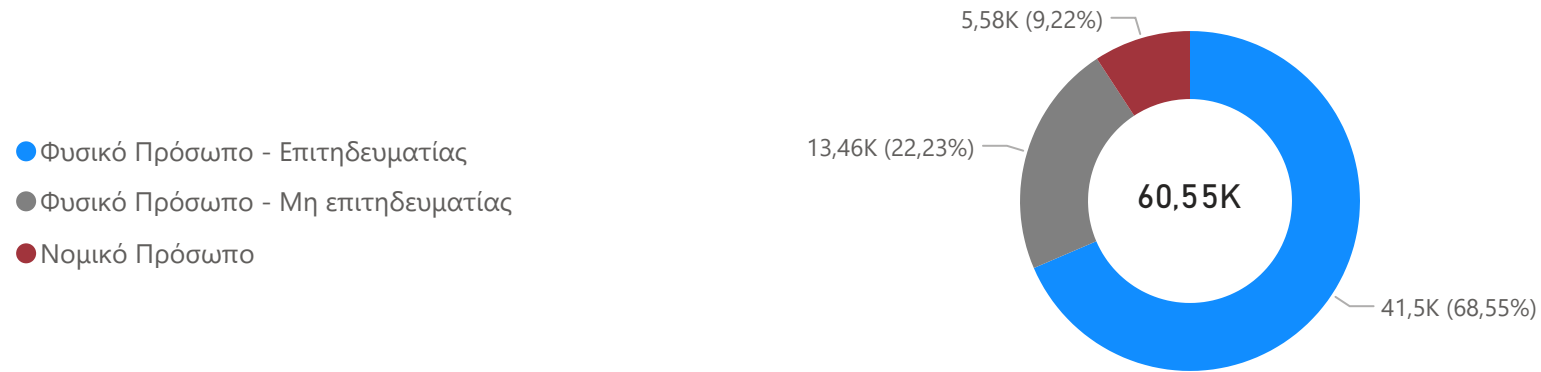 Φυσικό Πρόσωπο - Επιτηδευματίας
Φυσικό Πρόσωπο - Μη επιτηδευματίας
Νομικό Πρόσωπο
5,58K (9,22%)
13,46K (22,23%)
60,55K
41,5K (68,55%)